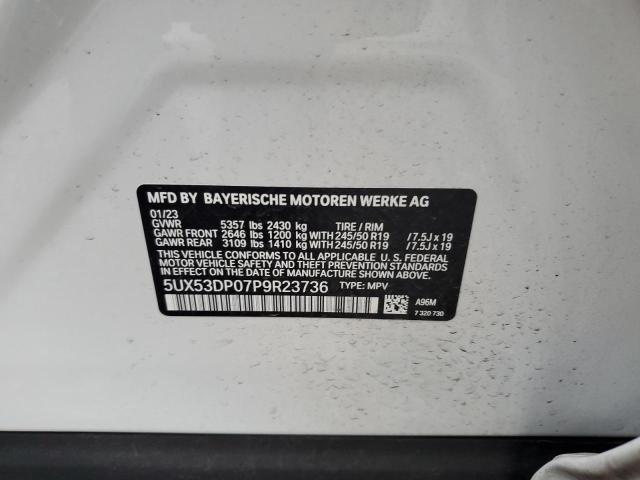 MFD BY BAYERISCHE MOTOREN WERKE AG
01/23
GVWR 5357 lbs 2430 kg TIRE / RIM
GAWR FRONT 2646 lbs 1200 KG WITH 245/50 R19 / 7.5J x 19
GAWR REAR 3109 lbs 1410 KG WITH 245/50 R19 / 7.5J x 19
THIS VEHICLE CONFORMS TO ALL APPLICABLE U. S. FEDERAL
MOTOR VEHICLE SAFETY, BUMPER, AND THEFT PREVENTION
STANDARDS IN EFFECT ON THE DATE OF MANUFACTURE SHOWN ABOVE.
5UX53DP07P9R23736 TYPE: MPV
A96M
7 320 730